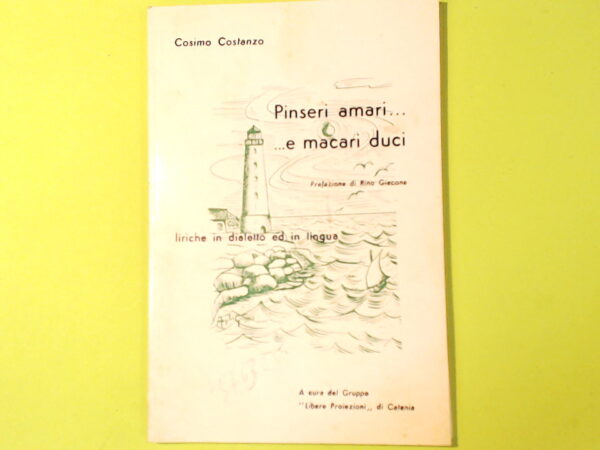 Cosimo Costanzo
Pinseri amari...
...e macari duci
Prefazione di Rino Giacone
liriche in dialetto ed in lingua
A cura del Gruppo
"Libere Proiezioni„ di Catania